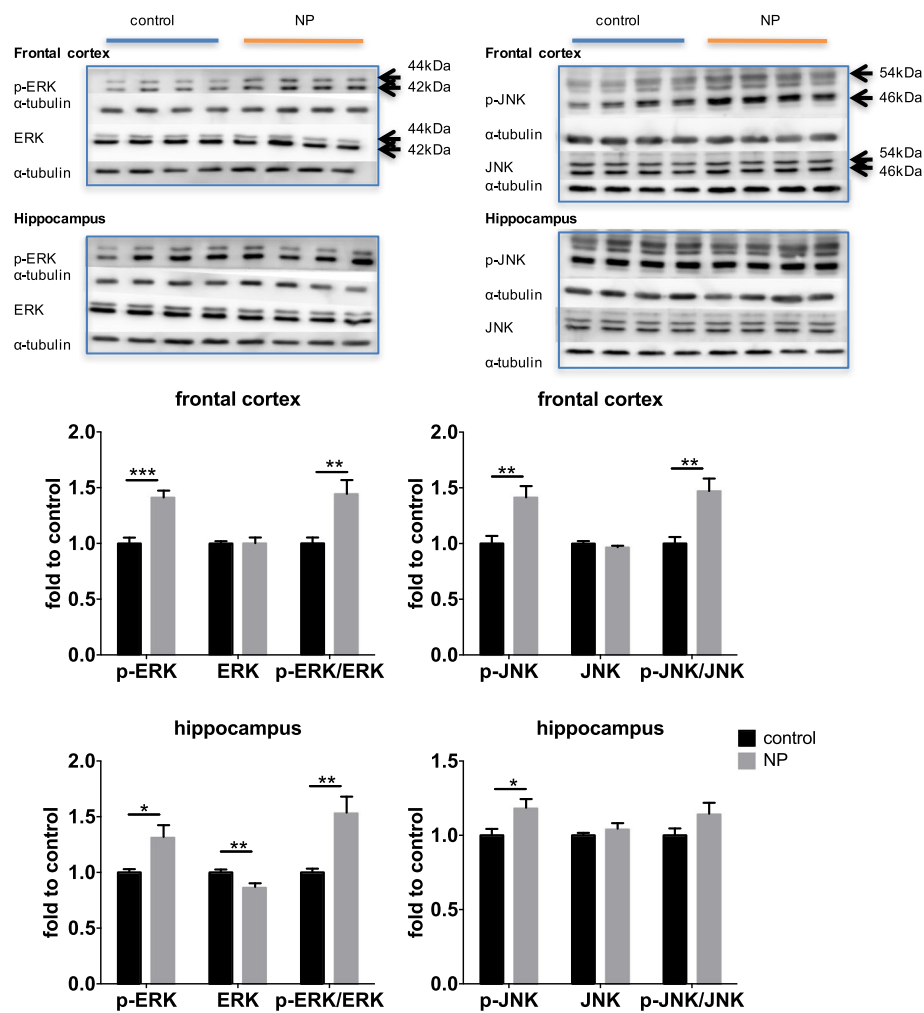 control NP
Frontal cortex
p-ERK
α-tubulin
ERK
α-tubulin
44kDa
42kDa
44kDa
42kDa
Hippocampus
p-ERK
α-tubulin
ERK
α-tubulin
control NP
Frontal cortex
p-JNK
α-tubulin
JNK
α-tubulin
54kDa
46kDa
54kDa
46kDa
Hippocampus
p-JNK
α-tubulin
JNK
α-tubulin
frontal cortex
fold to control
2.0
1.5
1.0
0.5
0.0
*** **
p-ERK ERK p-ERK/ERK
frontal cortex
fold to control
2.0
1.5
1.0
0.5
0.0
** **
p-JNK JNK p-JNK/JNK
hippocampus
fold to control
2.0
1.5
1.0
0.5
0.0
* ** **
p-ERK ERK p-ERK/ERK
hippocampus
fold to control
1.5
1.0
0.5
0.0
*
p-JNK JNK p-JNK/JNK
control
NP